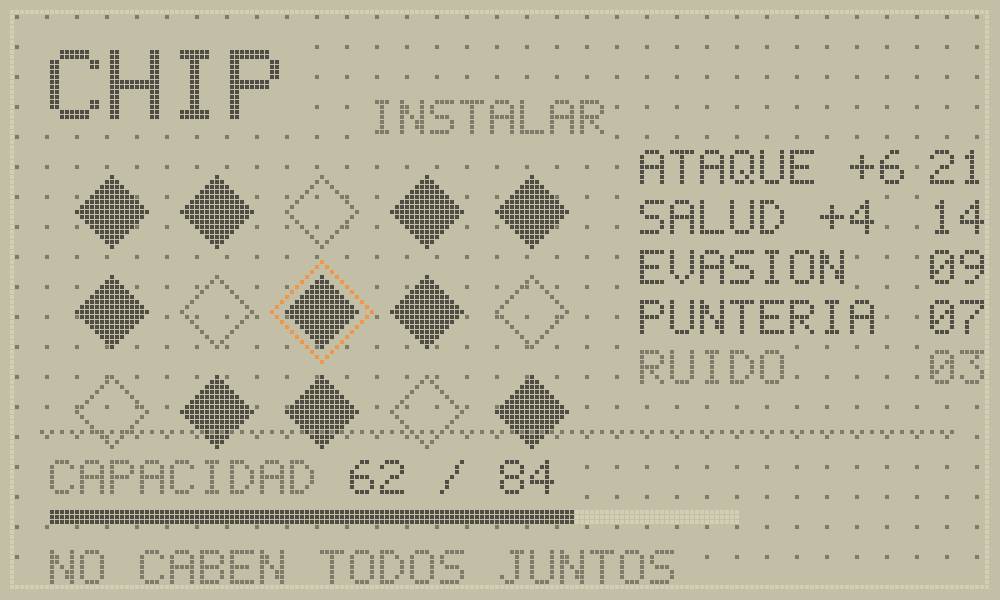 CHIP
INSTALAR
ATAQUE +6 21
SALUD +4 14
EVASION 09
PUNTERIA 07
RUIDO 03
CAPACIDAD 62 / 84
NO CABEN TODOS JUNTOS